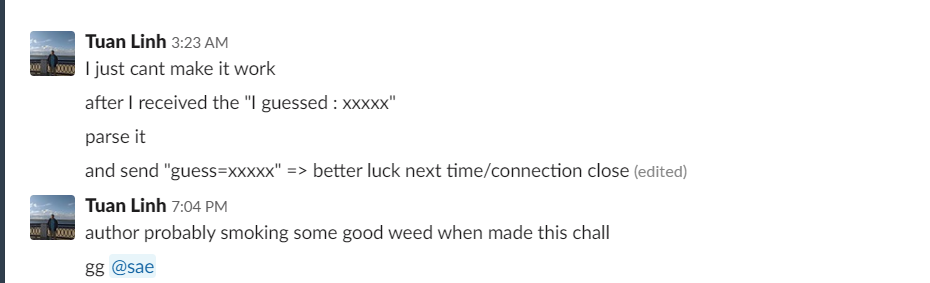 Tuan Linh 3:23 AM
I just cant make it work
after I received the "I guessed : xxxxx"
parse it
and send "guess=xxxxx" => better luck next time/connection close (edited)
Tuan Linh 7:04 PM
author probably smoking some good weed when made this chall
gg @sae